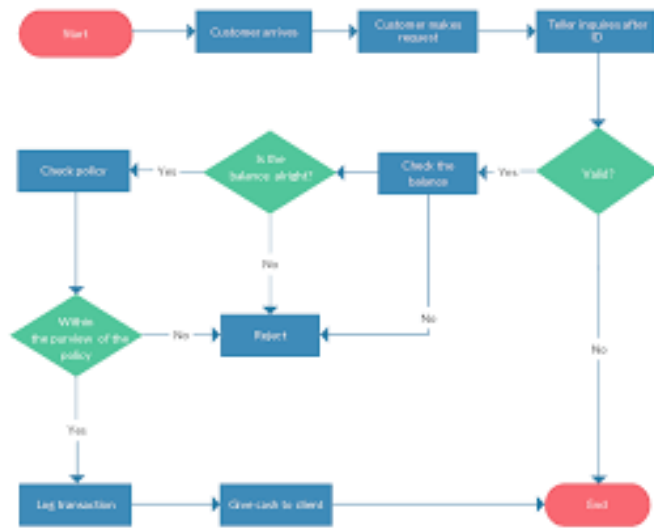 Start
Customer arrives
Customer makes
request
Teller inquires after
ID
Check policy
Yes
Is the
balance alright?
Check the
balance
Yes
Valid?
No
Within
the purview of the
policy
No
Reject
No
No
Yes
Log transaction
Give cash to client
End